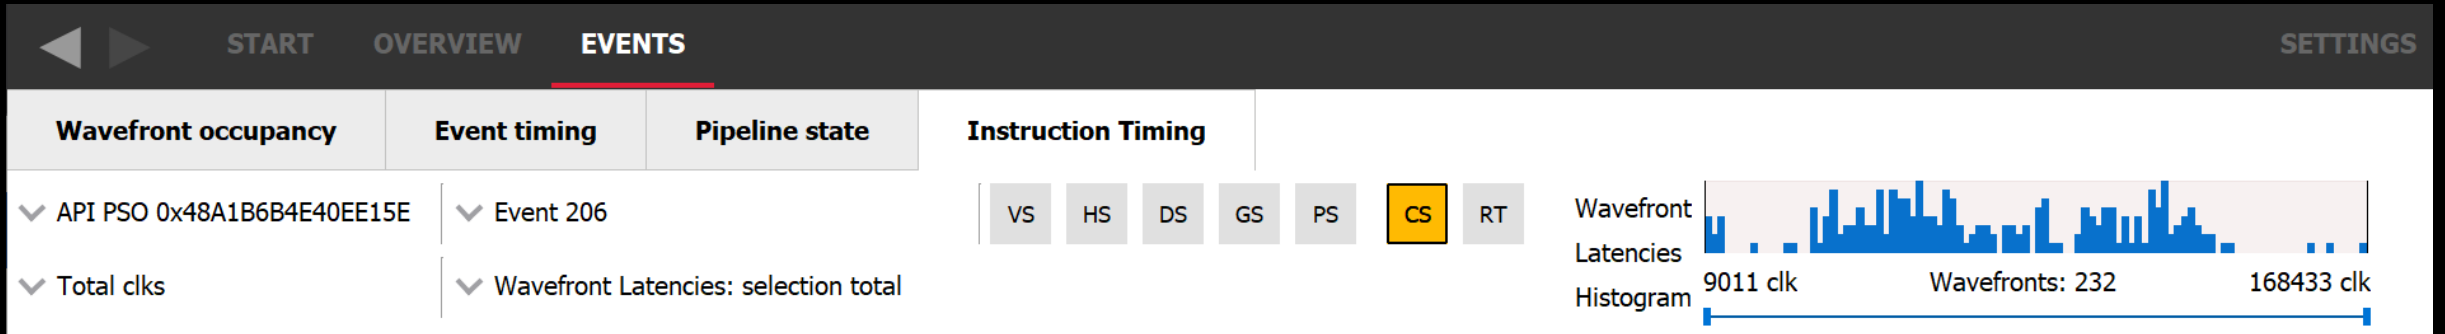 START OVERVIEW EVENTS SETTINGS
Wavefront occupancy Event timing Pipeline state Instruction Timing
API PSO 0x48A1B6B4E40EE15E Event 206 VS HS DS GS PS CS RT
Total clks Wavefront Latencies: selection total
Wavefront
Latencies
Histogram
9011 clk Wavefronts: 232 168433 clk